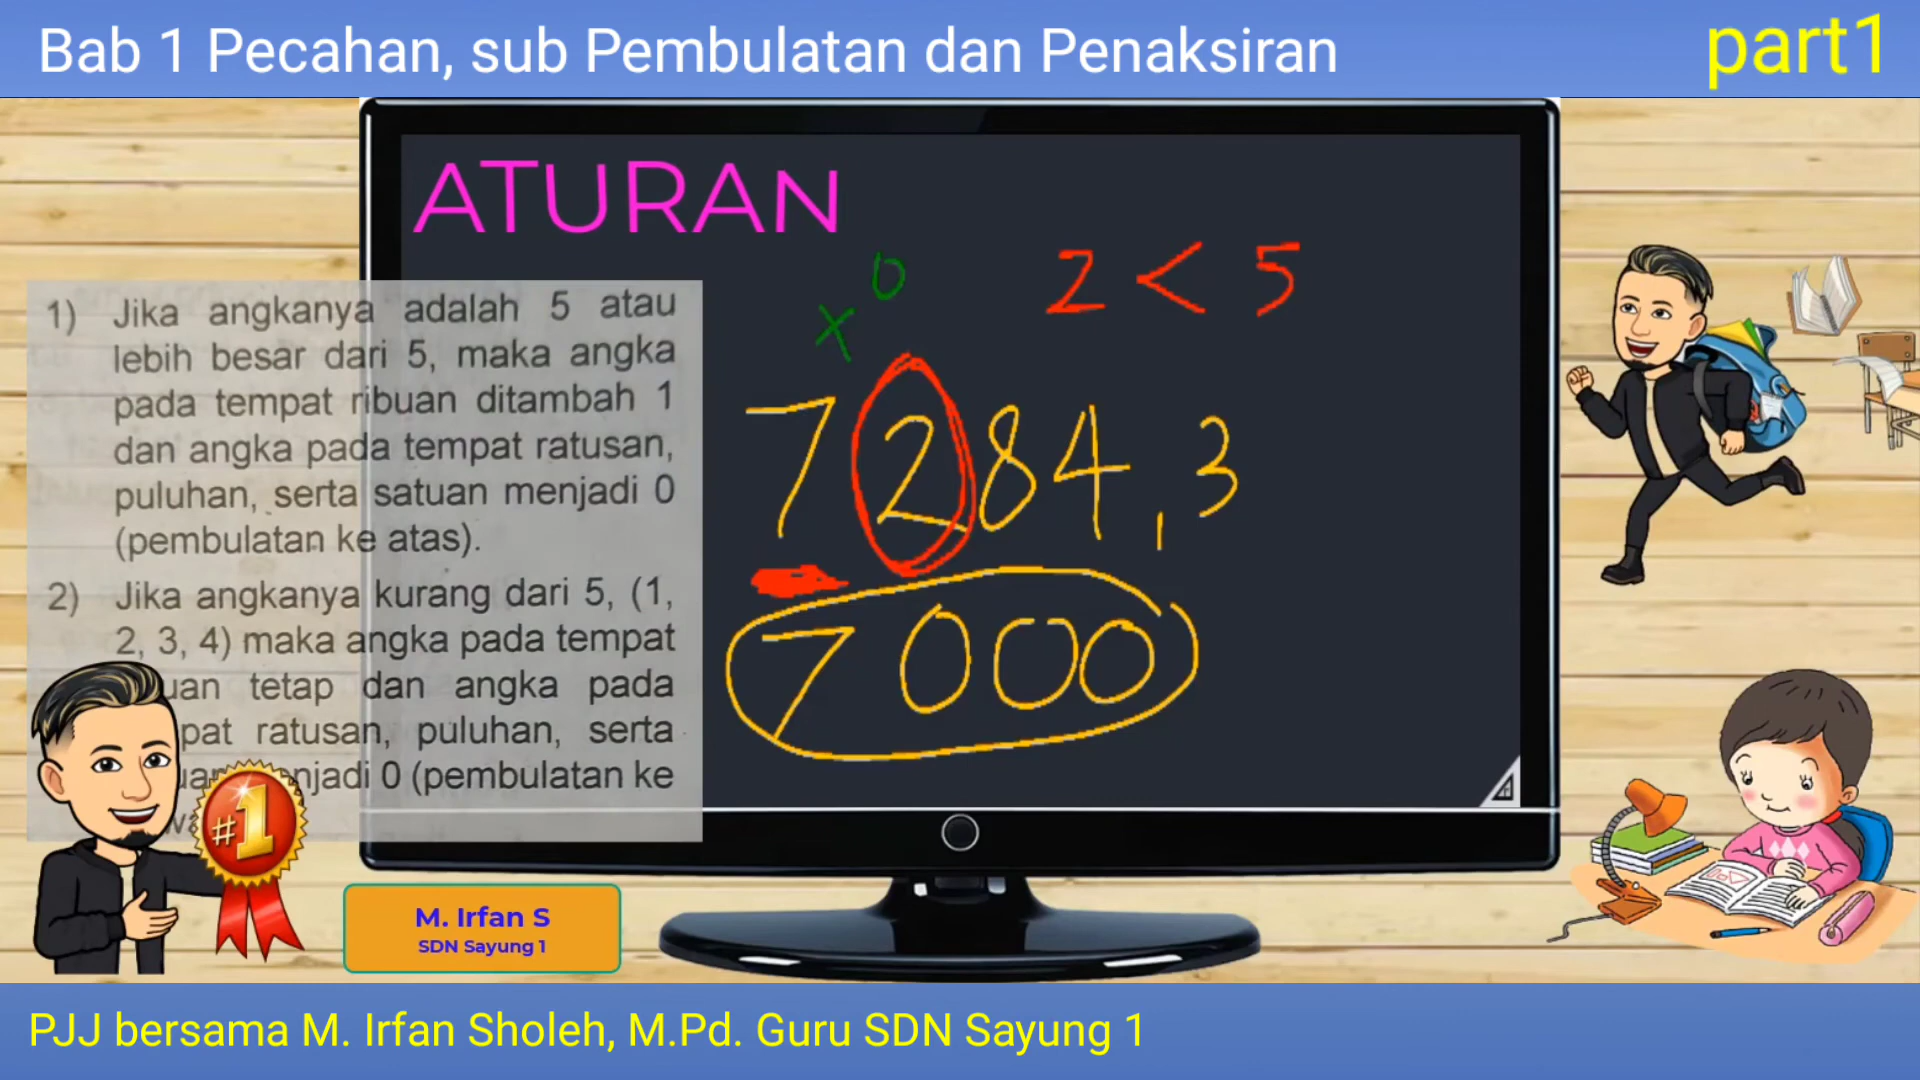 Bab 1 Pecahan, sub Pembulatan dan Penaksiran
part1
ATURAN
1) Jika angkanya adalah 5 atau
lebih besar dari 5, maka angka
pada tempat ribuan ditambah 1
dan angka pada tempat ratusan,
puluhan, serta satuan menjadi 0
(pembulatan ke atas).
2) Jika angkanya kurang dari 5, (1,
2, 3, 4) maka angka pada tempat
tetap dan angka pada
ratusan, puluhan, serta
0 (pembulatan ke
x 0
2 < 5
7284,3
7000
#1
M. Irfan S
SDN Sayung 1
PJJ bersama M. Irfan Sholeh, M.Pd. Guru SDN Sayung 1